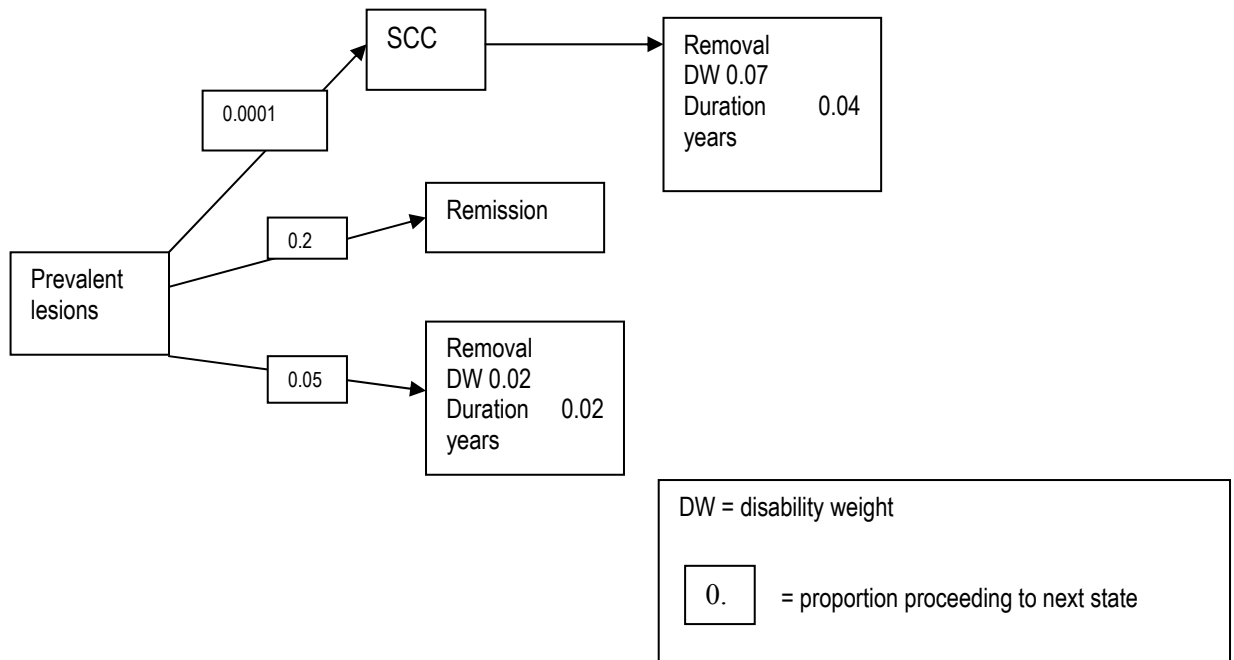 SCC
Removal
DW 0.07
Duration 0.04
years
0.0001
Remission
0.2
Prevalent
lesions
Removal
DW 0.02
Duration 0.02
years
0.05
DW = disability weight
0. = proportion proceeding to next state